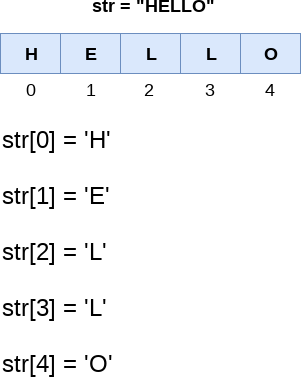 str = "HELLO"
H E L L O
0 1 2 3 4
str[0] = 'H'
str[1] = 'E'
str[2] = 'L'
str[3] = 'L'
str[4] = 'O'